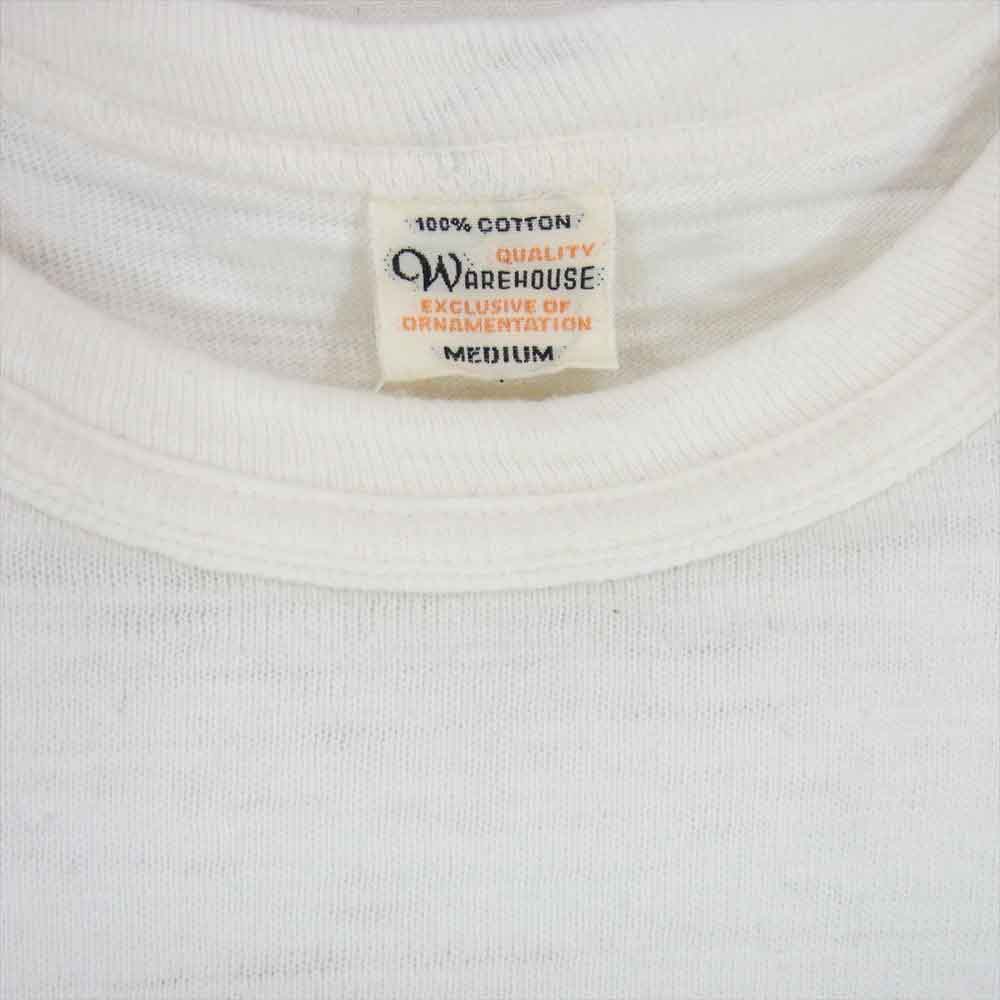 100% COTTON
QUALITY
WAREHOUSE
EXCLUSIVE OF
ORNAMENTATION
MEDIUM